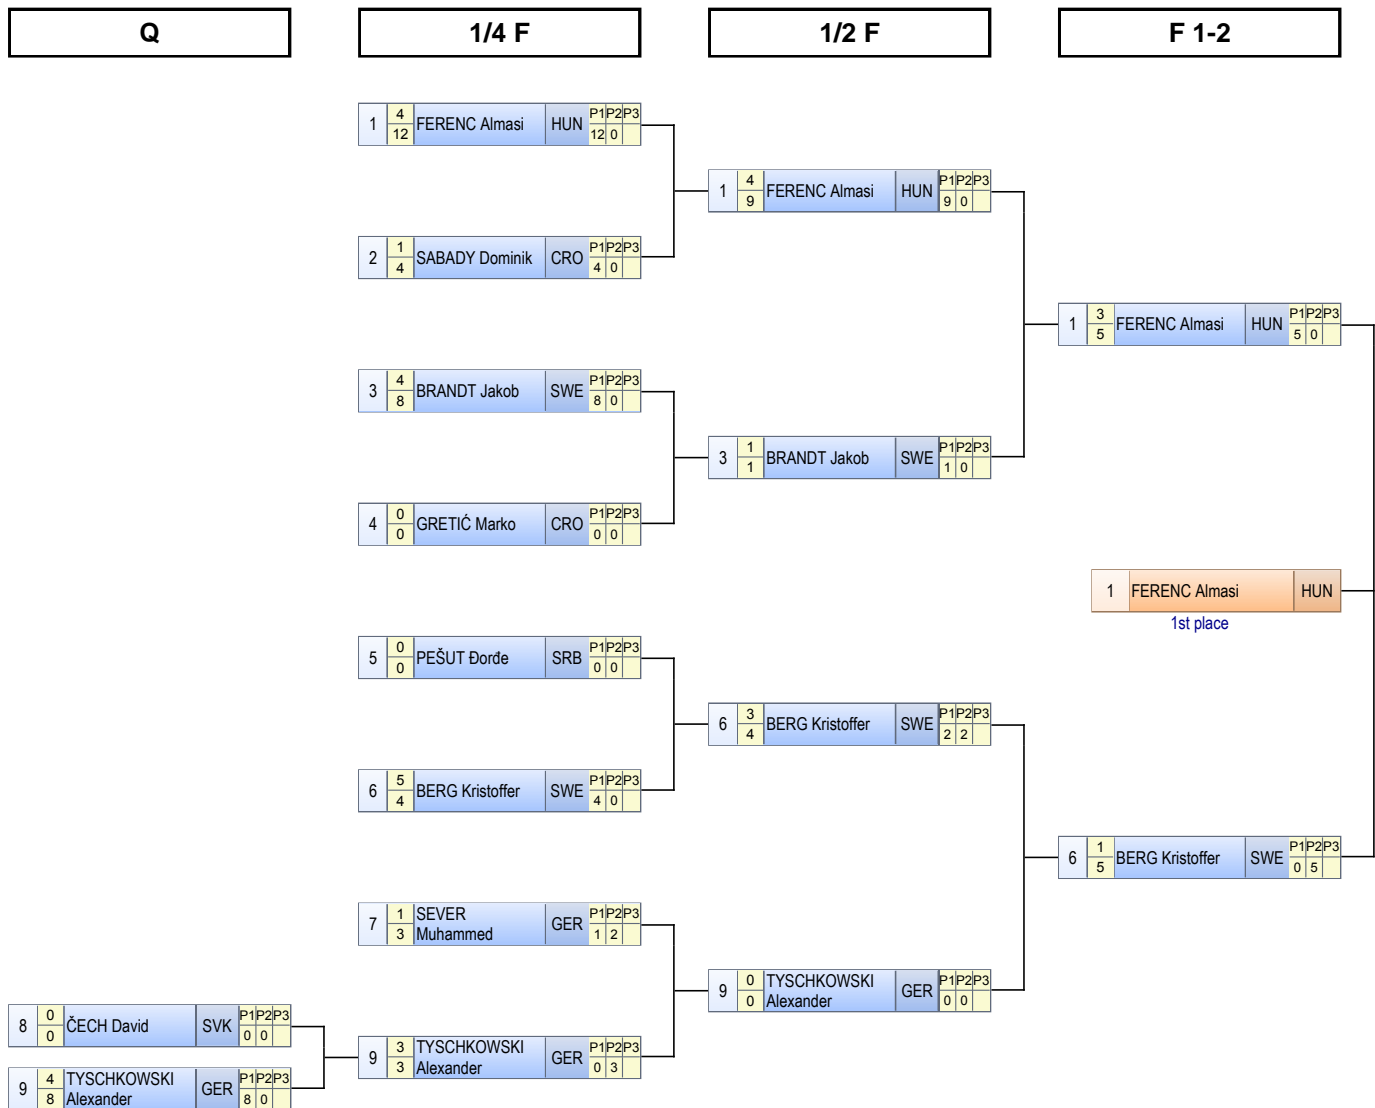 Q 1/4 F 1/2 F F 1-2
1 4 12 FERENC Almasi HUN P1 P2 P3 12 0
1 4 9 FERENC Almasi HUN P1 P2 P3 9 0
2 1 4 SABADY Dominik CRO P1 P2 P3 4 0
1 3 5 FERENC Almasi HUN P1 P2 P3 5 0
3 4 8 BRANDT Jakob SWE P1 P2 P3 8 0
3 1 1 BRANDT Jakob SWE P1 P2 P3 1 0
4 0 0 GRETIĆ Marko CRO P1 P2 P3 0 0
1 FERENC Almasi HUN
1st place
5 0 0 PEŠUT Đorđe SRB P1 P2 P3 0 0
6 3 4 BERG Kristoffer SWE P1 P2 P3 2 2
6 5 4 BERG Kristoffer SWE P1 P2 P3 4 0
6 1 5 BERG Kristoffer SWE P1 P2 P3 0 5
7 1 3 SEVER Muhammed GER P1 P2 P3 1 2
9 0 0 TYSCHKOWSKI Alexander GER P1 P2 P3 0 0
8 0 0 ČECH David SVK P1 P2 P3 0 0
9 3 3 TYSCHKOWSKI Alexander GER P1 P2 P3 0 3
9 4 8 TYSCHKOWSKI Alexander GER P1 P2 P3 8 0